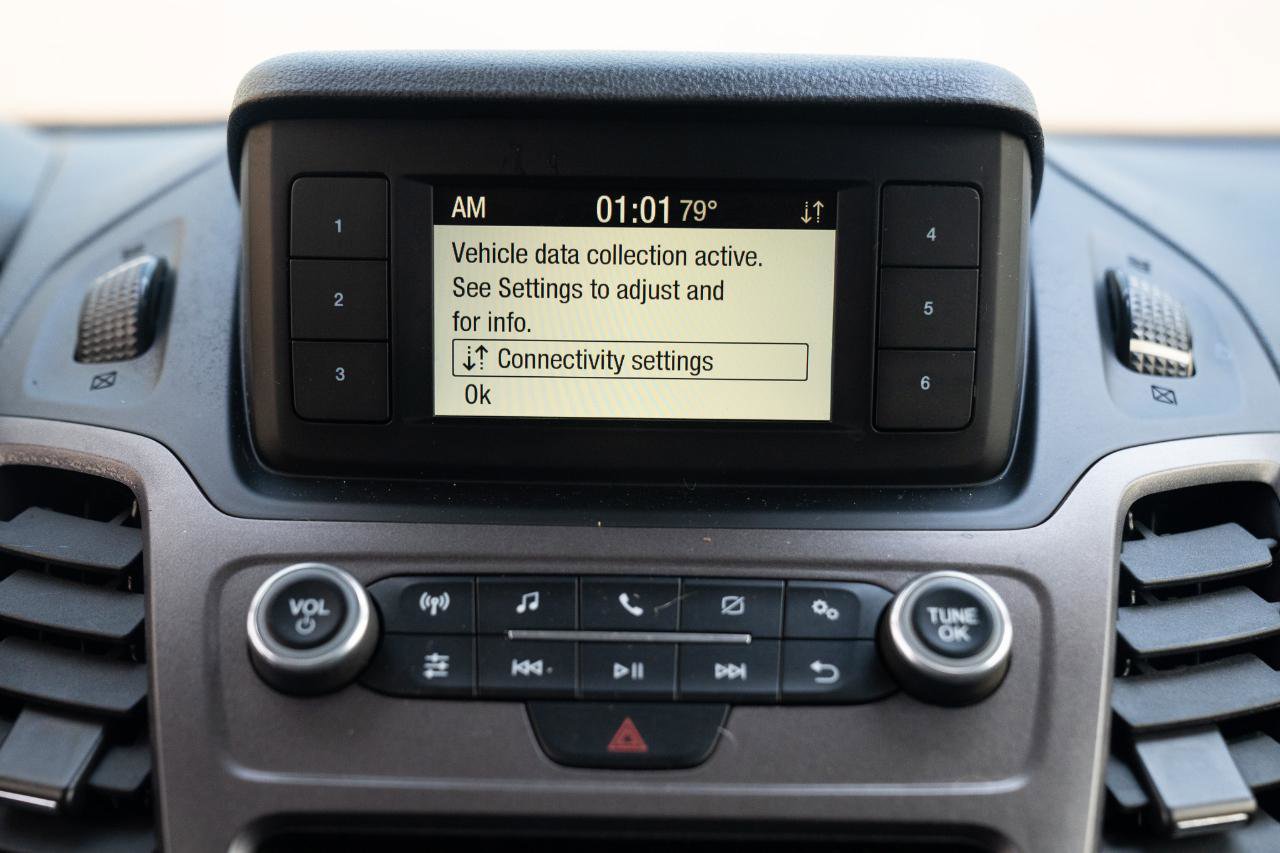 AM 01:01 79°
Vehicle data collection active.
See Settings to adjust and
for info.
Connectivity settings
Ok
1
2
3
4
5
6
VOL
TUNE
OK